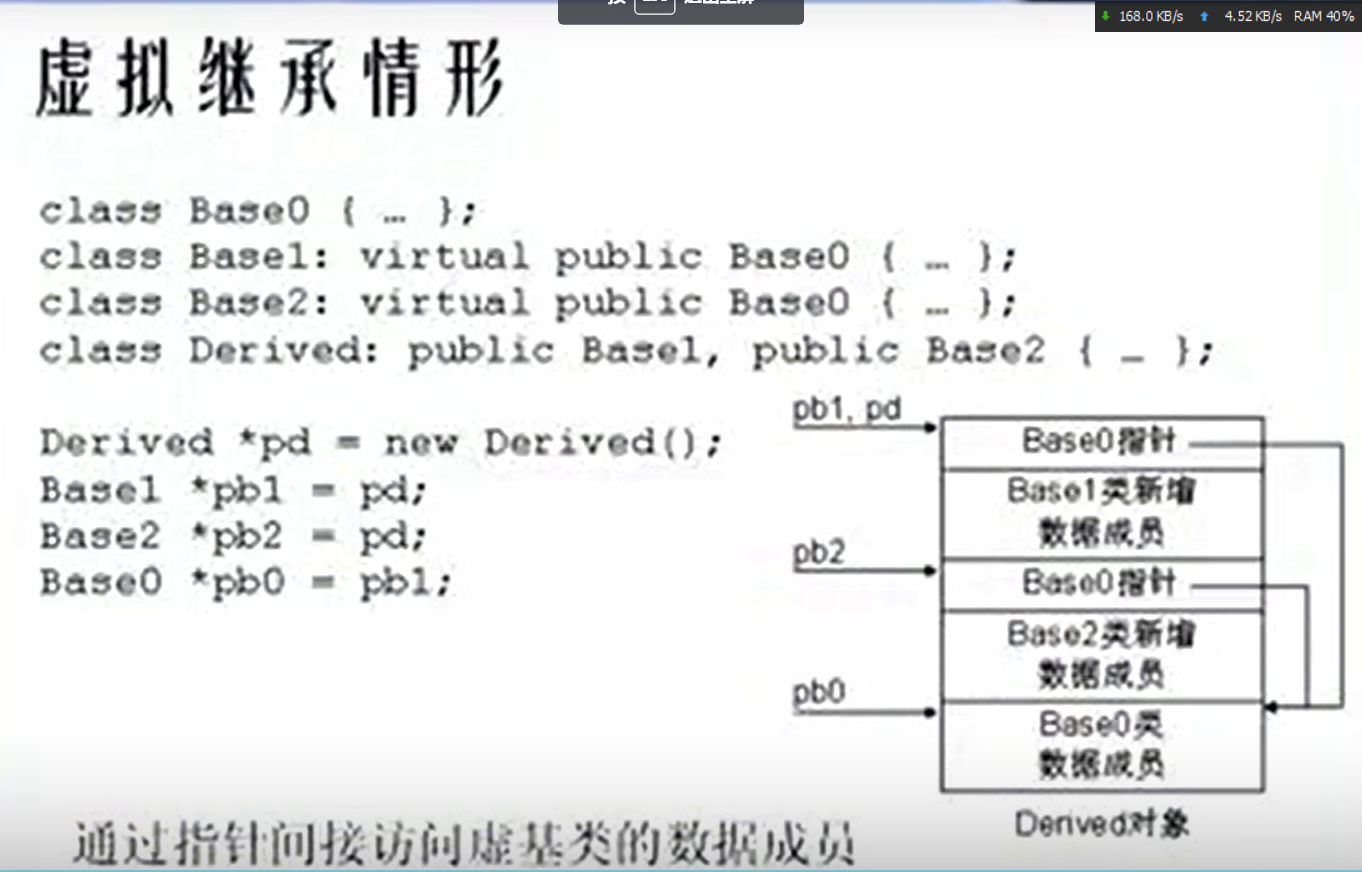 168.0 KB/s 4.52 KB/s RAM 40%
虚拟继承情形
class Base0 { … };
class Base1: virtual public Base0 { … };
class Base2: virtual public Base0 { … };
class Derived: public Base1, public Base2 { … };
Derived *pd = new Derived();
Base1 *pb1 = pd;
Base2 *pb2 = pd;
Base0 *pb0 = pb1;
pb1, pd
Base0指针
Base1类新增
数据成员
pb2
Base0指针
Base2类新增
数据成员
pb0
Base0类
数据成员
Derived对象
通过指针间接访问虚基类的数据成员